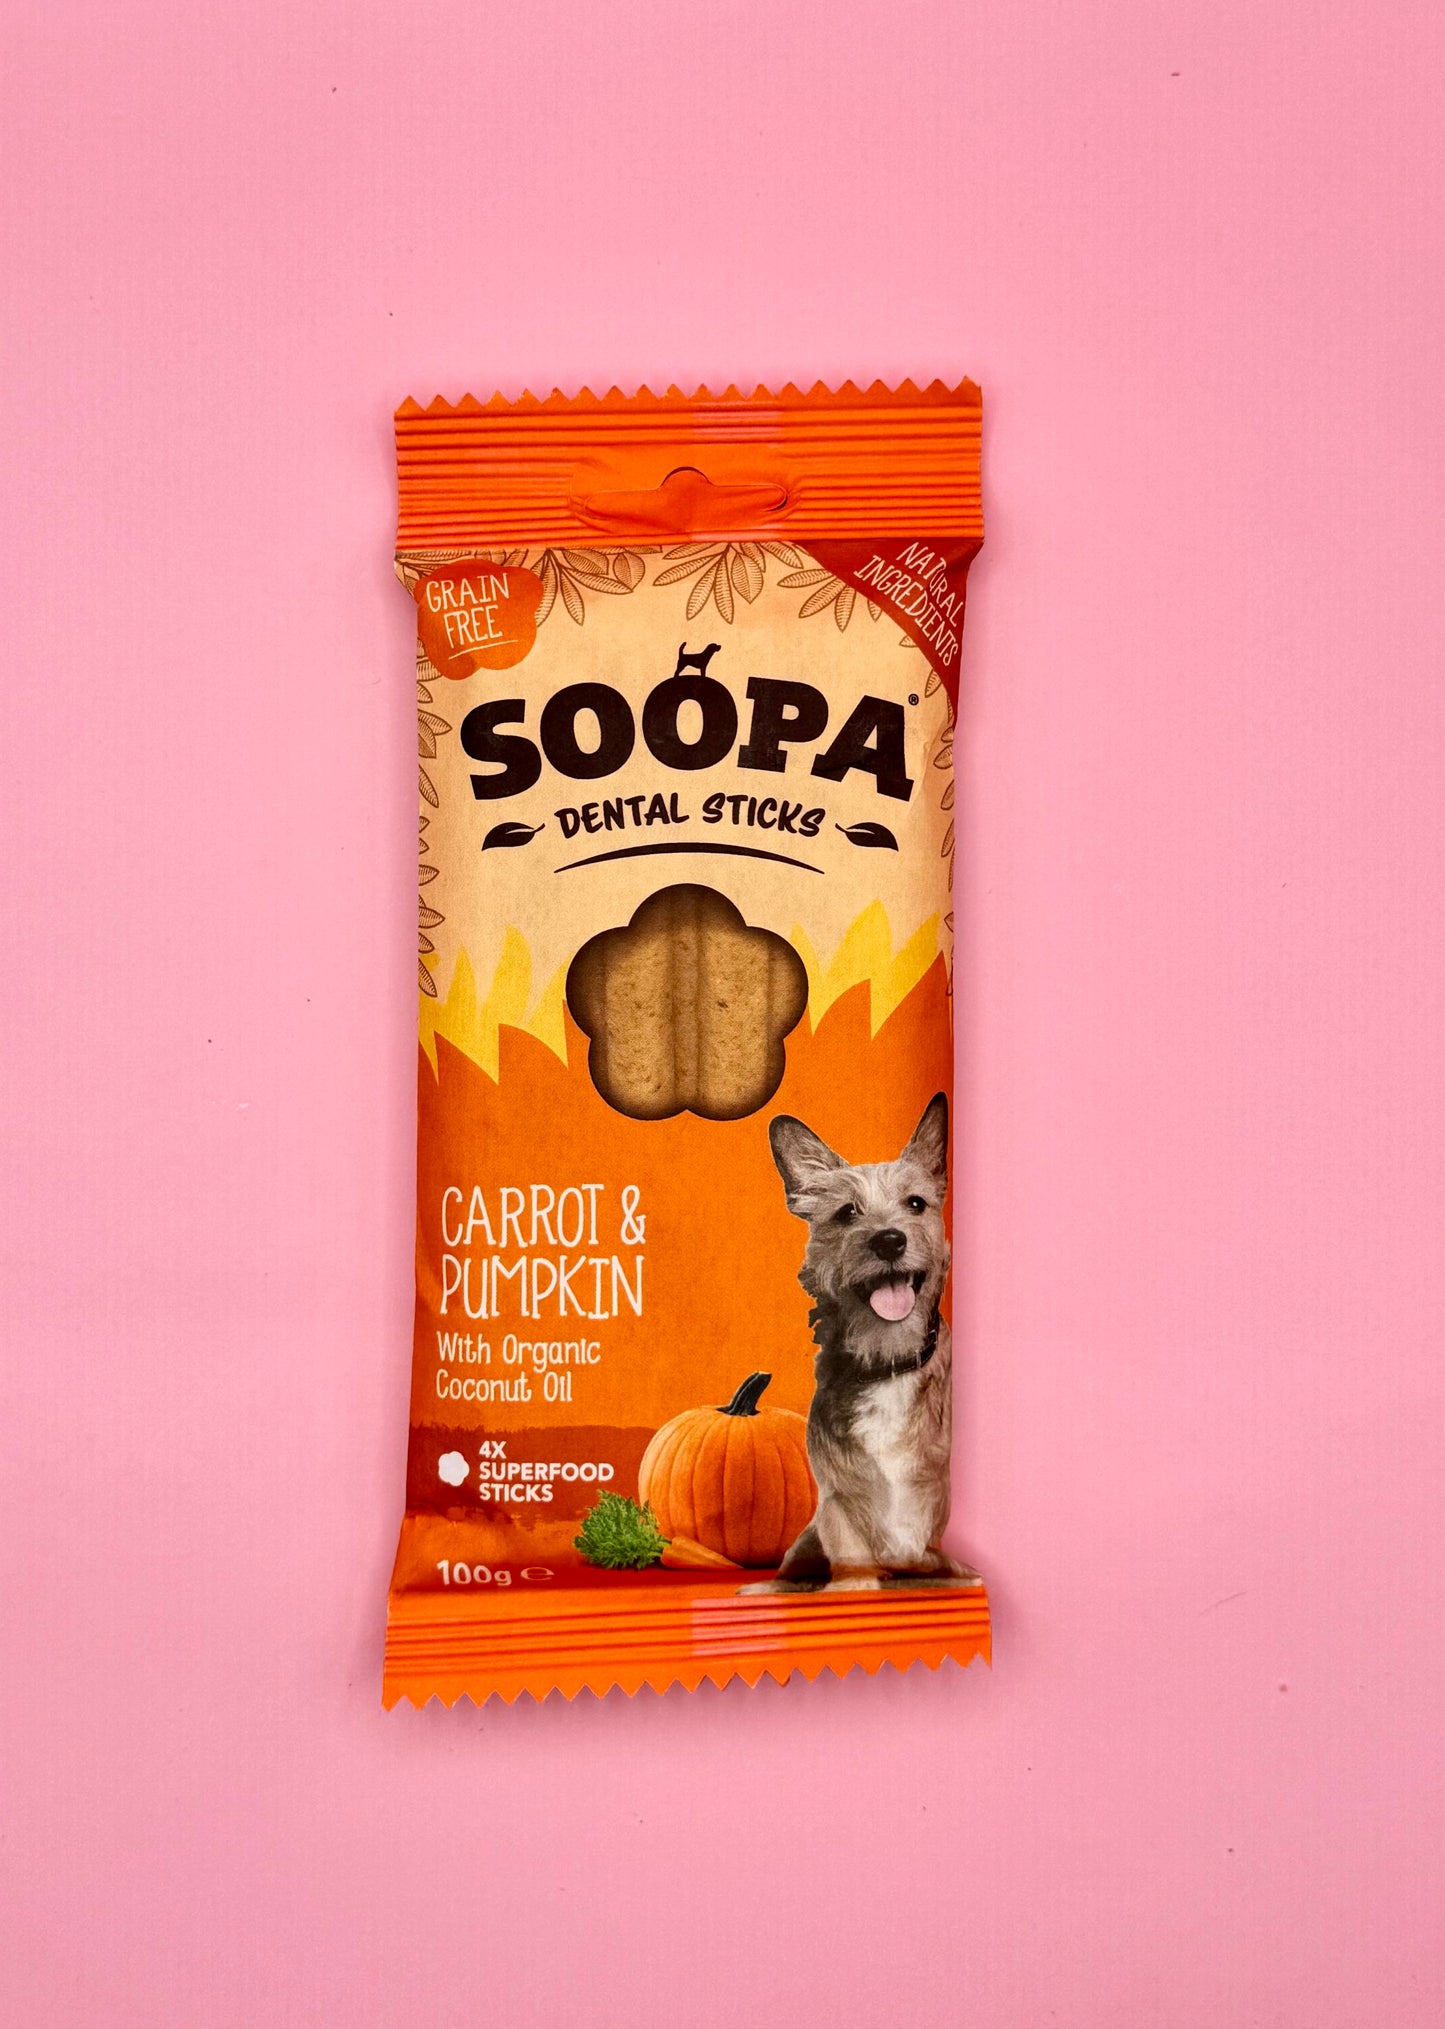 GRAIN
FREE
NATURAL
INGREDIENTS
SOOPA®
DENTAL STICKS
CARROT &
PUMPKIN
With Organic
Coconut Oil
4X
SUPERFOOD
STICKS
100g ℮